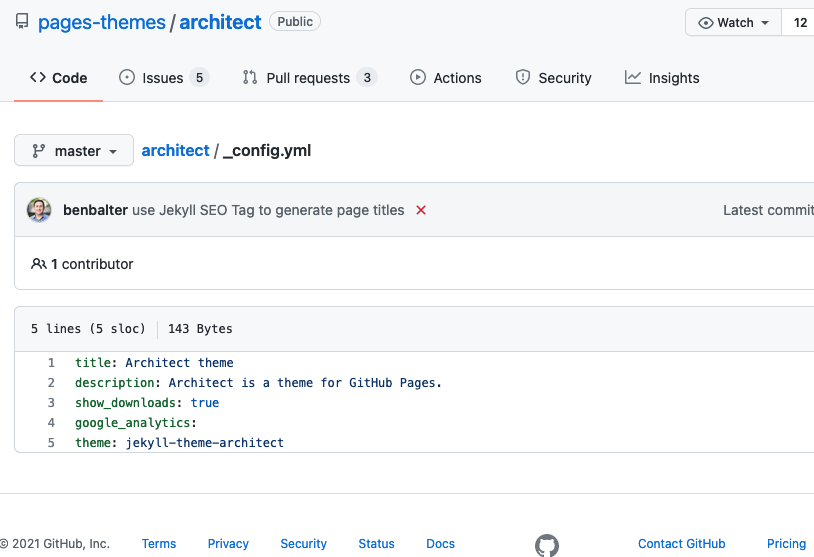 pages-themes / architect Public Watch 12
Code Issues 5 Pull requests 3 Actions Security Insights
master architect / _config.yml
benbalter use Jekyll SEO Tag to generate page titles Latest commit
1 contributor
5 lines (5 sloc) 143 Bytes
1 title: Architect theme
2 description: Architect is a theme for GitHub Pages.
3 show_downloads: true
4 google_analytics:
5 theme: jekyll-theme-architect
© 2021 GitHub, Inc. Terms Privacy Security Status Docs Contact GitHub Pricing